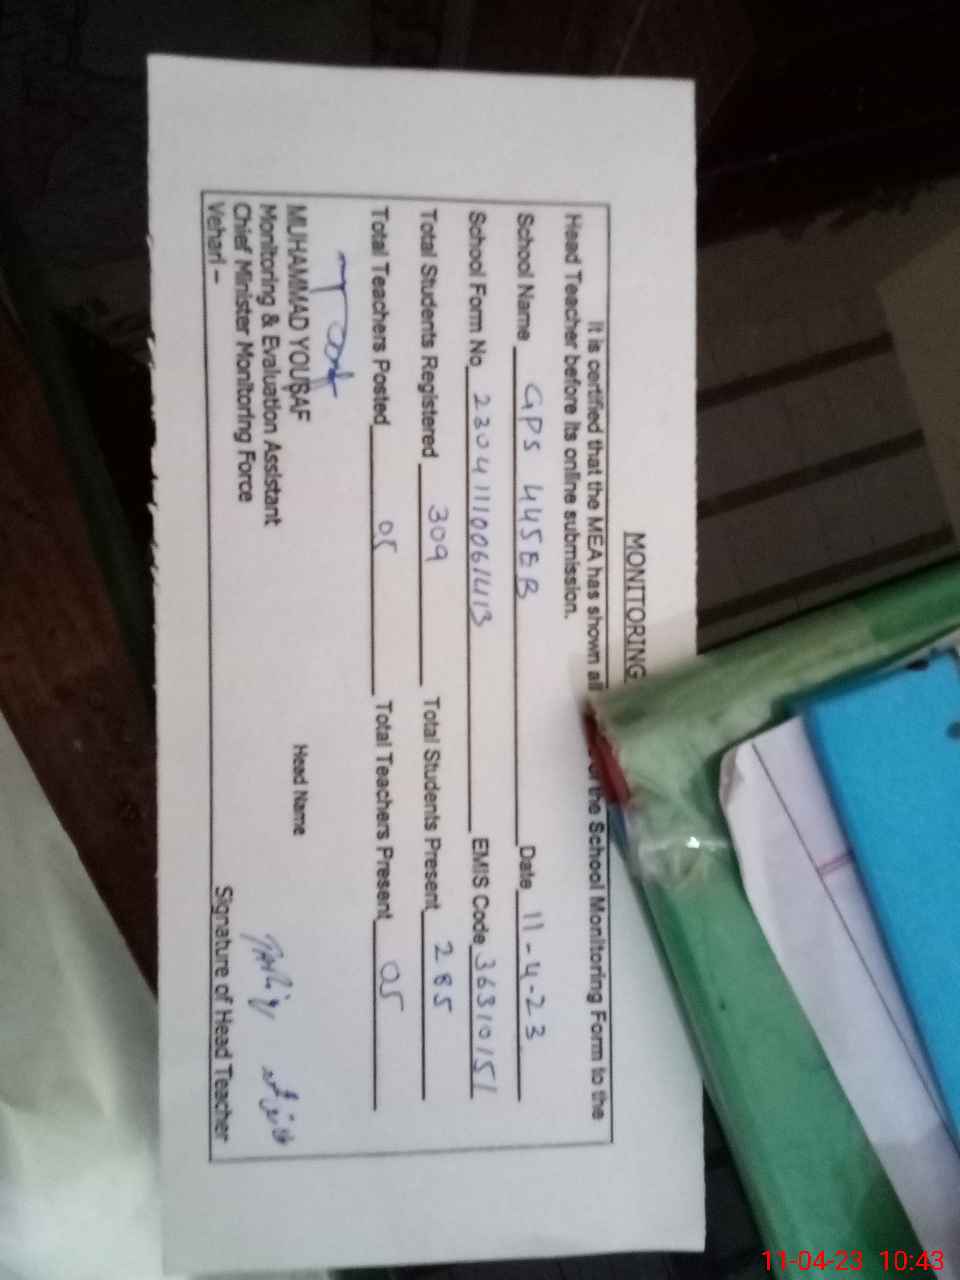 MONITORING
It is certified that the MEA has shown all of the School Monitoring Form to the
Head Teacher before its online submission.
School Name GPS 445EB Date 11-4-23
School Form No 230411110061413 EMIS Code 36310151
Total Students Registered 309 Total Students Present 285
Total Teachers Posted 05 Total Teachers Present 05
MUHAMMAD YOUSAF Head Name
Monitoring & Evaluation Assistant
Chief Minister Monitoring Force
Vehari – Signature of Head Teacher
11-04-23 10:43